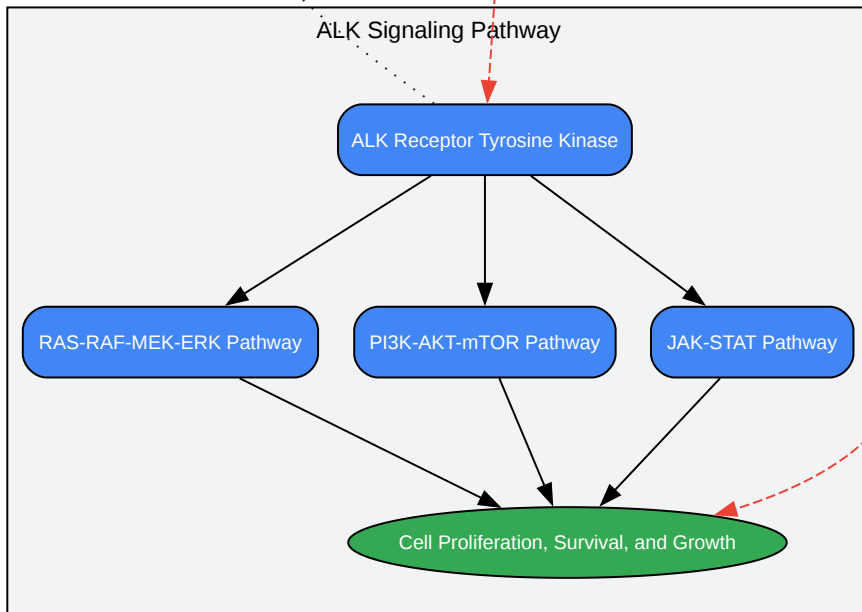 ALK Signaling Pathway
ALK Receptor Tyrosine Kinase
RAS-RAF-MEK-ERK Pathway
PI3K-AKT-mTOR Pathway
JAK-STAT Pathway
Cell Proliferation, Survival, and Growth